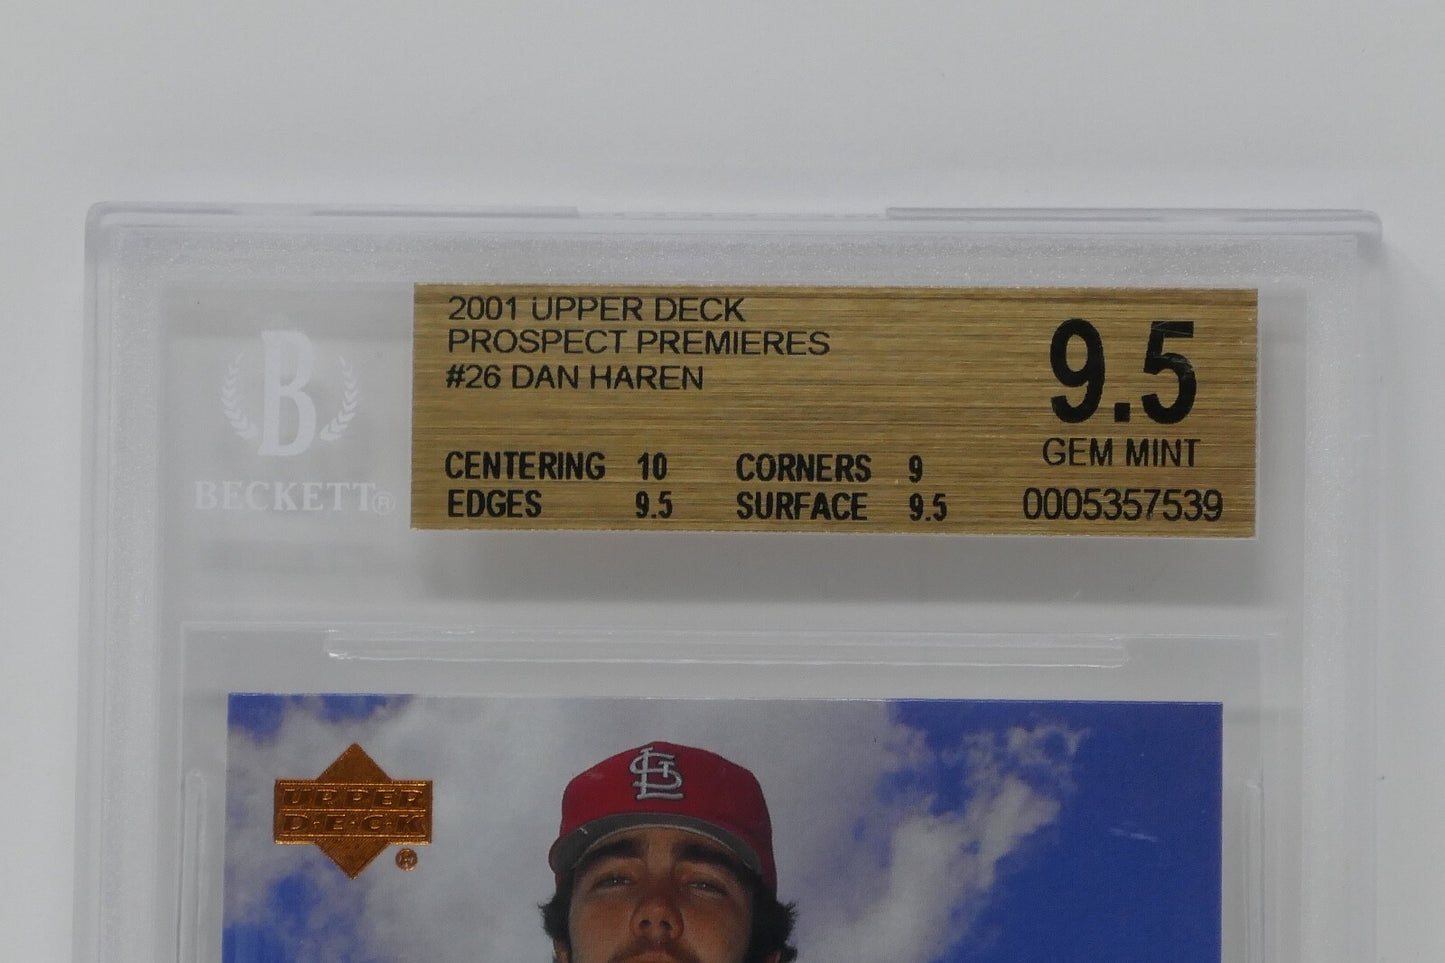 2001 UPPER DECK
PROSPECT PREMIERES
#26 DAN HAREN
9.5
GEM MINT
CENTERING 10 CORNERS 9
EDGES 9.5 SURFACE 9.5
0005357539
B
BECKETT®
UPPER
D·E·C·K
®
STL